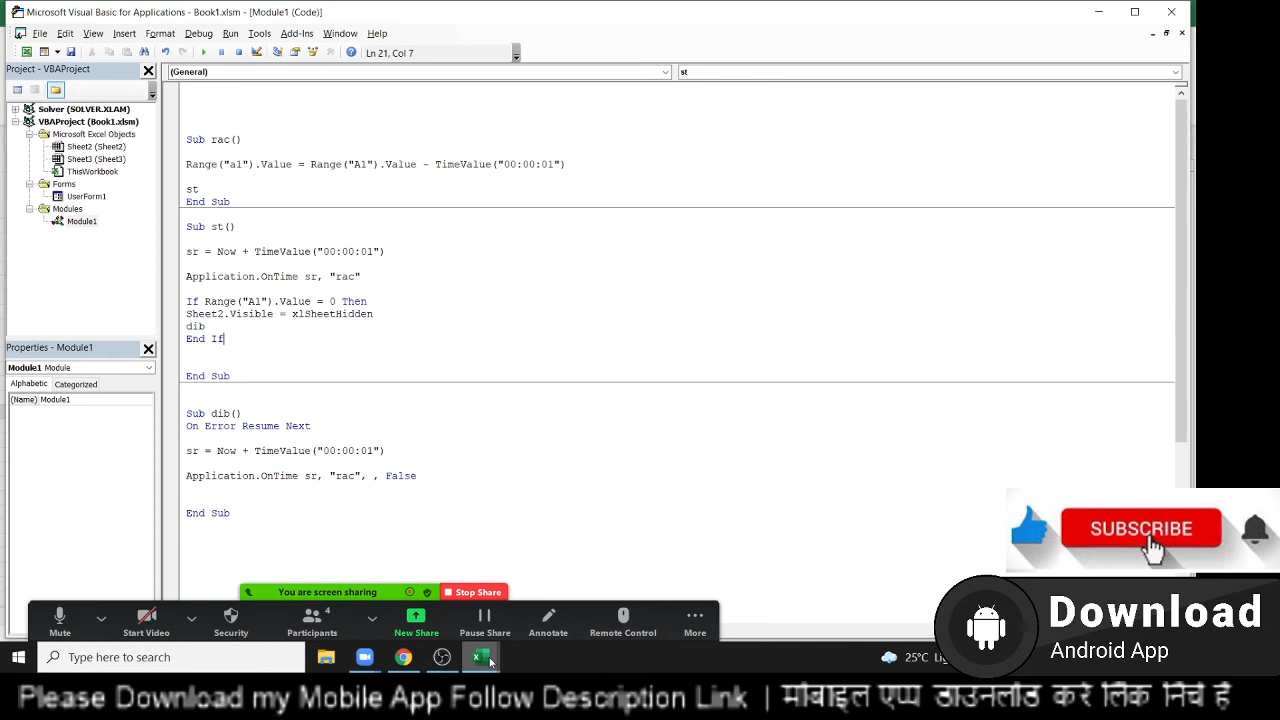 Microsoft Visual Basic for Applications - Book1.xlsm - [Module1 (Code)]
File Edit View Insert Format Debug Run Tools Add-Ins Window Help
Ln 21, Col 7
Project - VBAProject
(General)
st
Solver (SOLVER.XLAM)
VBAProject (Book1.xlsm)
Microsoft Excel Objects
Sheet2 (Sheet2)
Sheet3 (Sheet3)
ThisWorkbook
Forms
UserForm1
Modules
Module1
Properties - Module1
Module1 Module
Alphabetic Categorized
(Name) Module1
Sub rac()
Range("a1").Value = Range("A1").Value - TimeValue("00:00:01")
st
End Sub
Sub st()
sr = Now + TimeValue("00:00:01")
Application.OnTime sr, "rac"
If Range("A1").Value = 0 Then
Sheet2.Visible = xlSheetHidden
dib
End If
End Sub
Sub dib()
On Error Resume Next
sr = Now + TimeValue("00:00:01")
Application.OnTime sr, "rac", , False
End Sub
SUBSCRIBE
You are screen sharing
Stop Share
4
Mute Start Video Security Participants New Share Pause Share Annotate Remote Control More
Download
Android App
Type here to search
25°C
Please Download my Mobile App Follow Description Link | मोबाइल एप्प डाउनलोड करे लिंक निचे है